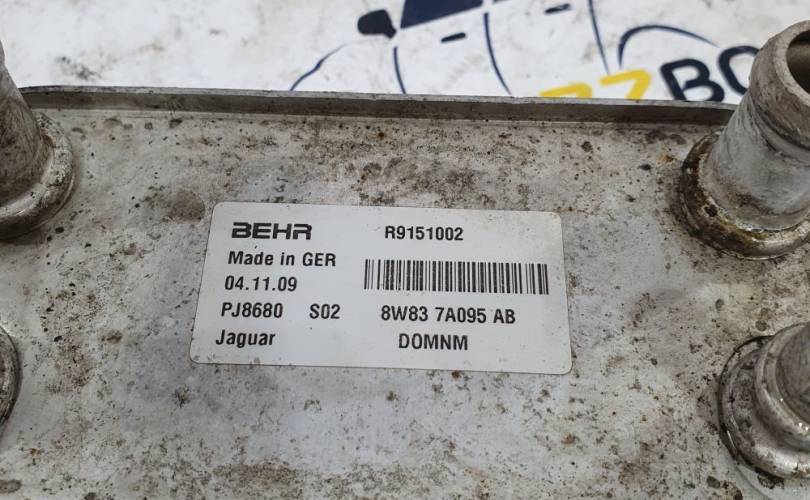 BEHR R9151002
Made in GER
04.11.09
PJ8680 S02 8W83 7A095 AB
Jaguar DOMNM